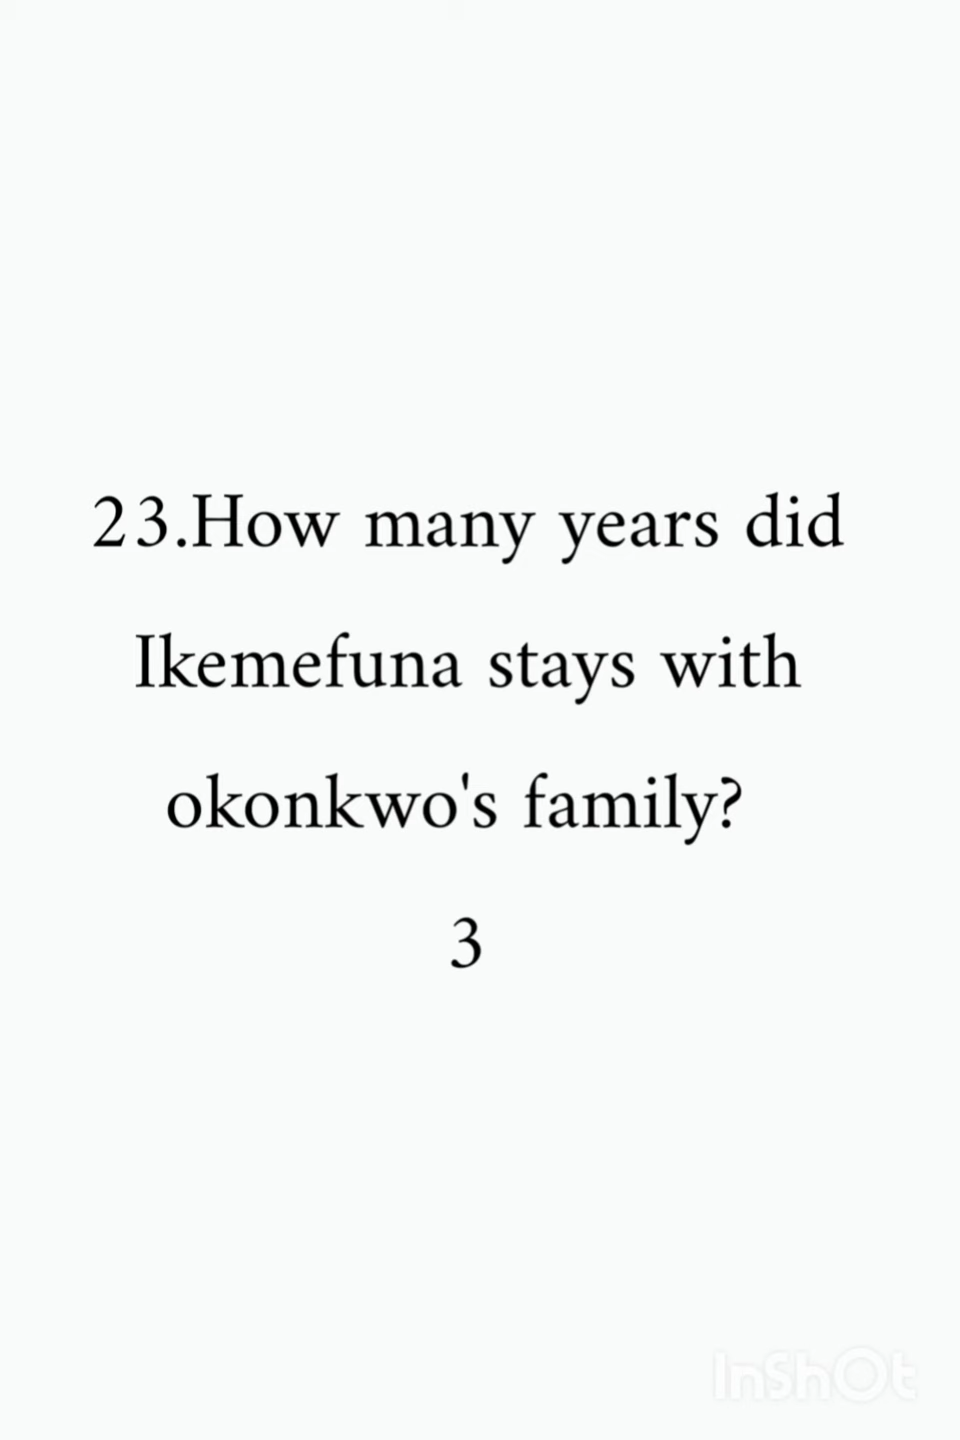 23.How many years did
Ikemefuna stays with
okonkwo's family?
3
InShOt